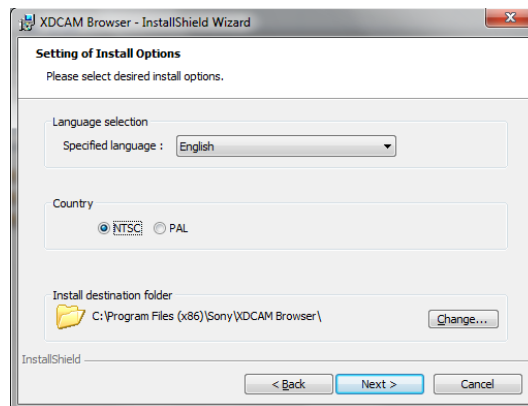 XDCAM Browser - InstallShield Wizard
Setting of Install Options
Please select desired install options.
Language selection
Specified language : English
Country
NTSC PAL
Install destination folder
C:\Program Files (x86)\Sony\XDCAM Browser\ Change...
InstallShield
< Back Next > Cancel